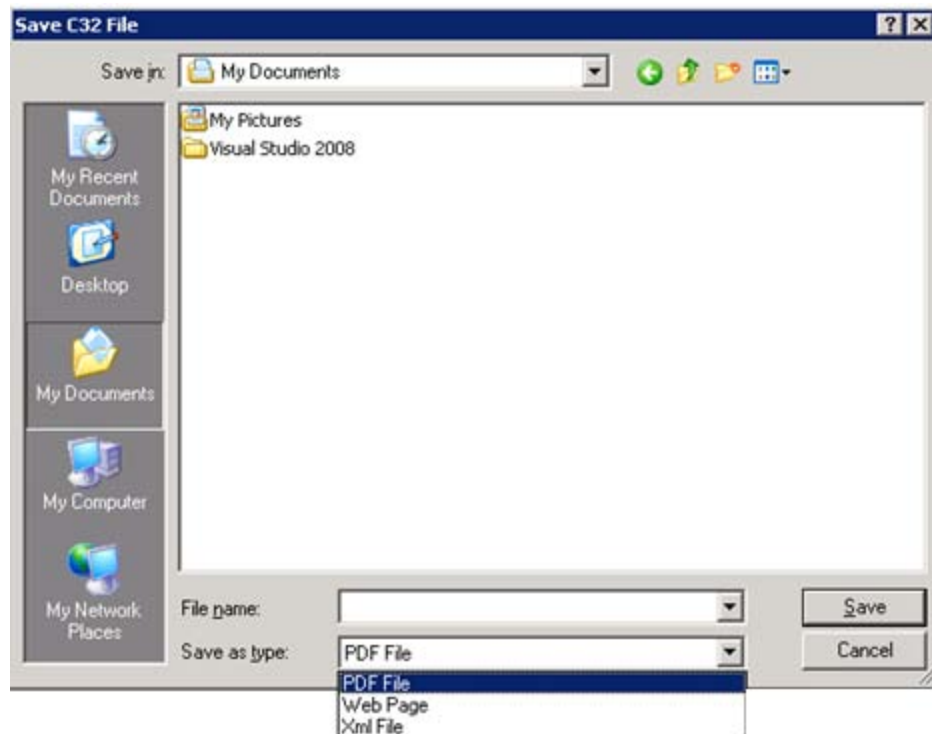 Save C32 File
Save in: My Documents
My Pictures
Visual Studio 2008
My Recent
Documents
Desktop
My Documents
My Computer
My Network
Places
File name:
Save
Save as type: PDF File
Cancel
PDF File
Web Page
Xml File